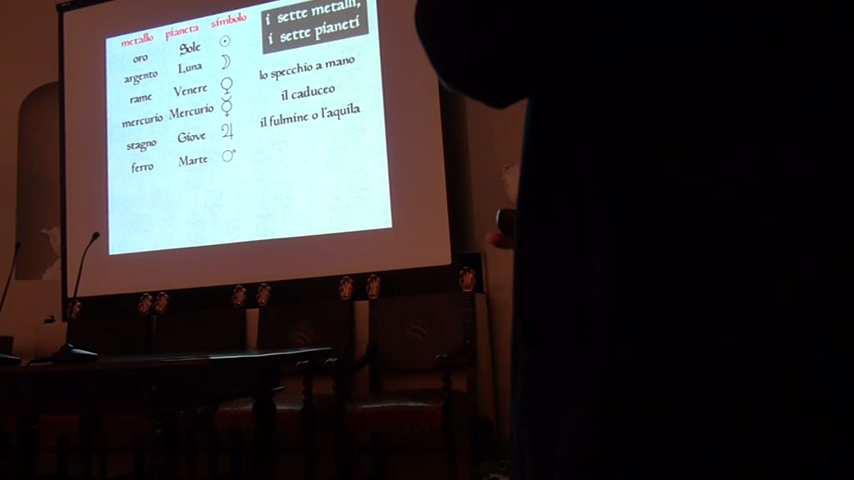 i sette metalli,
i sette pianeti
metallo pianeta simbolo
oro Sole ☉
argento Luna ☽
rame Venere ♀
mercurio Mercurio ☿
stagno Giove ♃
ferro Marte ♂
lo specchio a mano
il caduceo
il fulmine o l'aquila